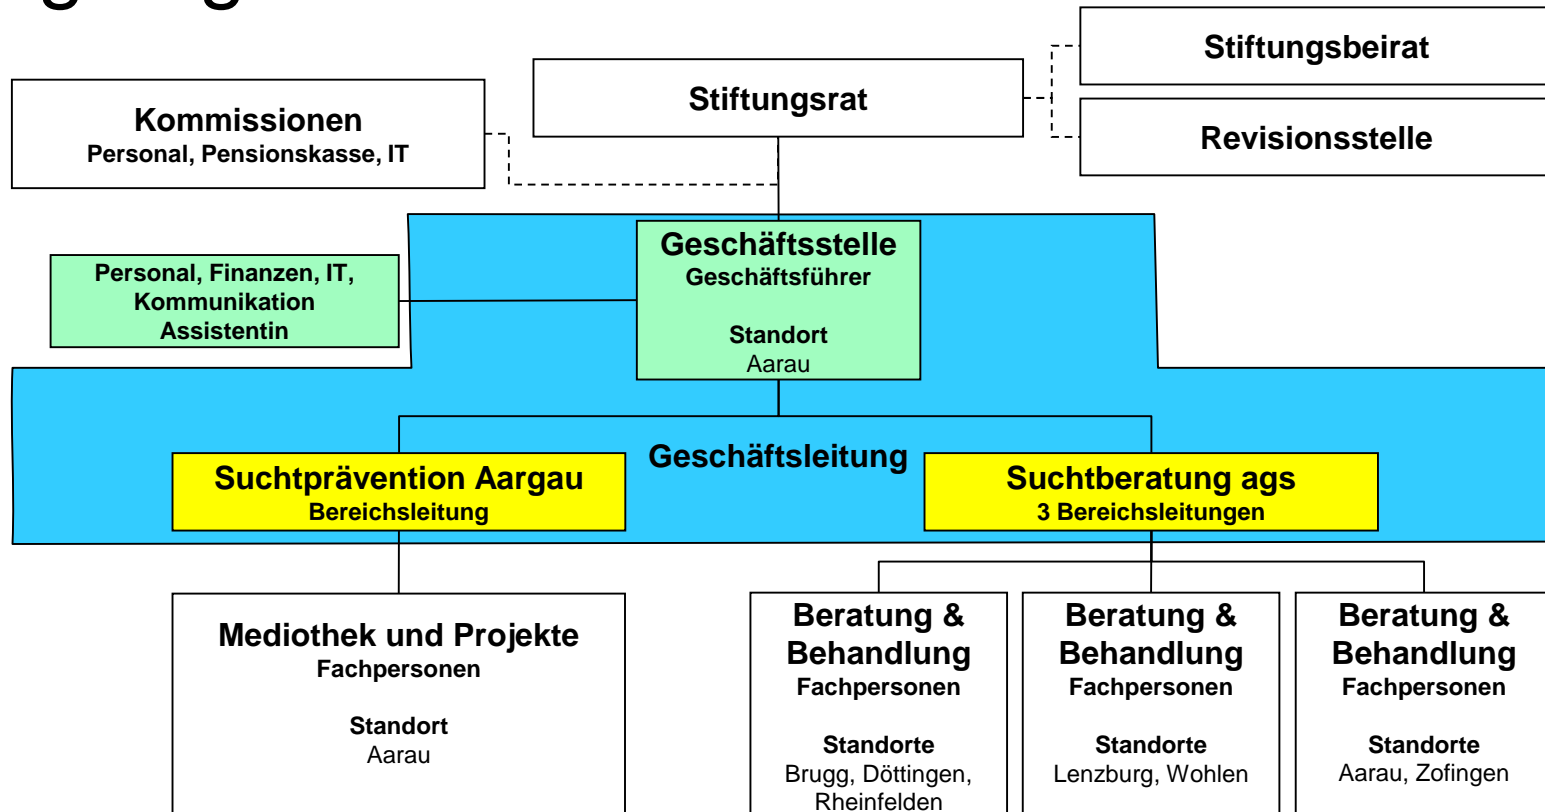 Stiftungsbeirat
Stiftungsrat
Kommissionen
Personal, Pensionskasse, IT
Revisionsstelle
Geschäftsstelle
Geschäftsführer
Standort
Aarau
Personal, Finanzen, IT,
Kommunikation
Assistentin
Geschäftsleitung
Suchtprävention Aargau
Bereichsleitung
Suchtberatung ags
3 Bereichsleitungen
Mediothek und Projekte
Fachpersonen
Standort
Aarau
Beratung &
Behandlung
Fachpersonen
Standorte
Brugg, Döttingen,
Rheinfelden
Beratung &
Behandlung
Fachpersonen
Standorte
Lenzburg, Wohlen
Beratung &
Behandlung
Fachpersonen
Standorte
Aarau, Zofingen